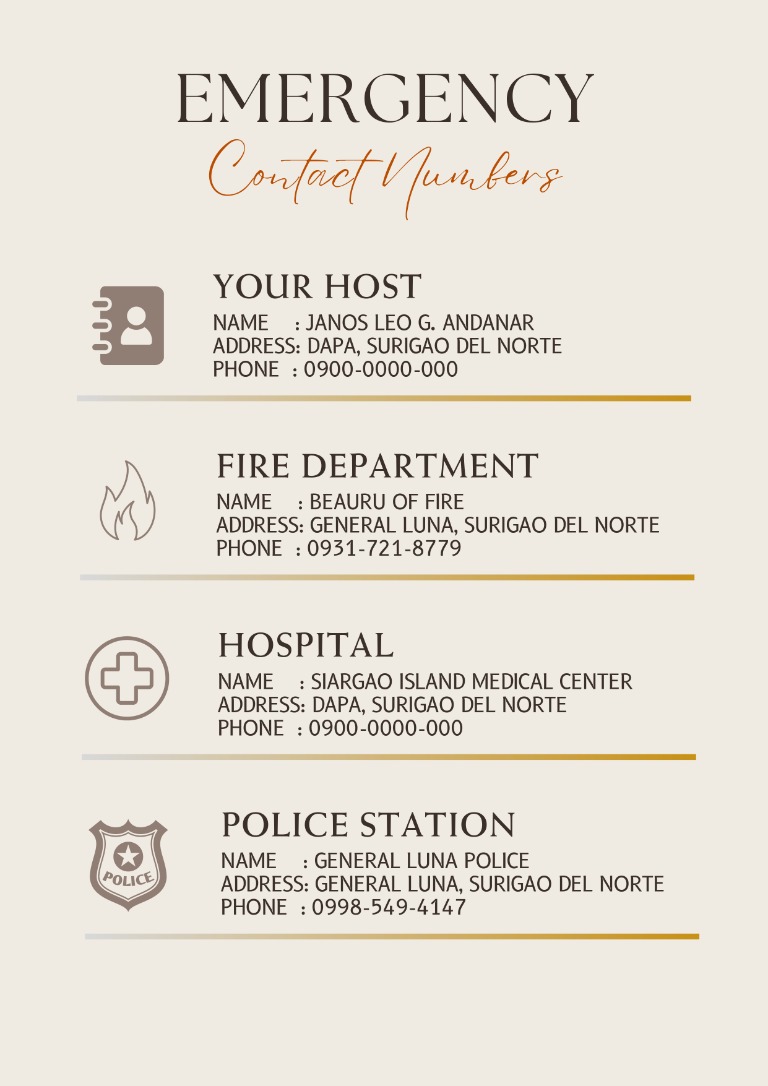 EMERGENCY
Contact Numbers
YOUR HOST
NAME : JANOS LEO G. ANDANAR
ADDRESS: DAPA, SURIGAO DEL NORTE
PHONE : 0900-0000-000
FIRE DEPARTMENT
NAME : BEAURU OF FIRE
ADDRESS: GENERAL LUNA, SURIGAO DEL NORTE
PHONE : 0931-721-8779
HOSPITAL
NAME : SIARGAO ISLAND MEDICAL CENTER
ADDRESS: DAPA, SURIGAO DEL NORTE
PHONE : 0900-0000-000
POLICE STATION
NAME : GENERAL LUNA POLICE
POLICE
ADDRESS: GENERAL LUNA, SURIGAO DEL NORTE
PHONE : 0998-549-4147